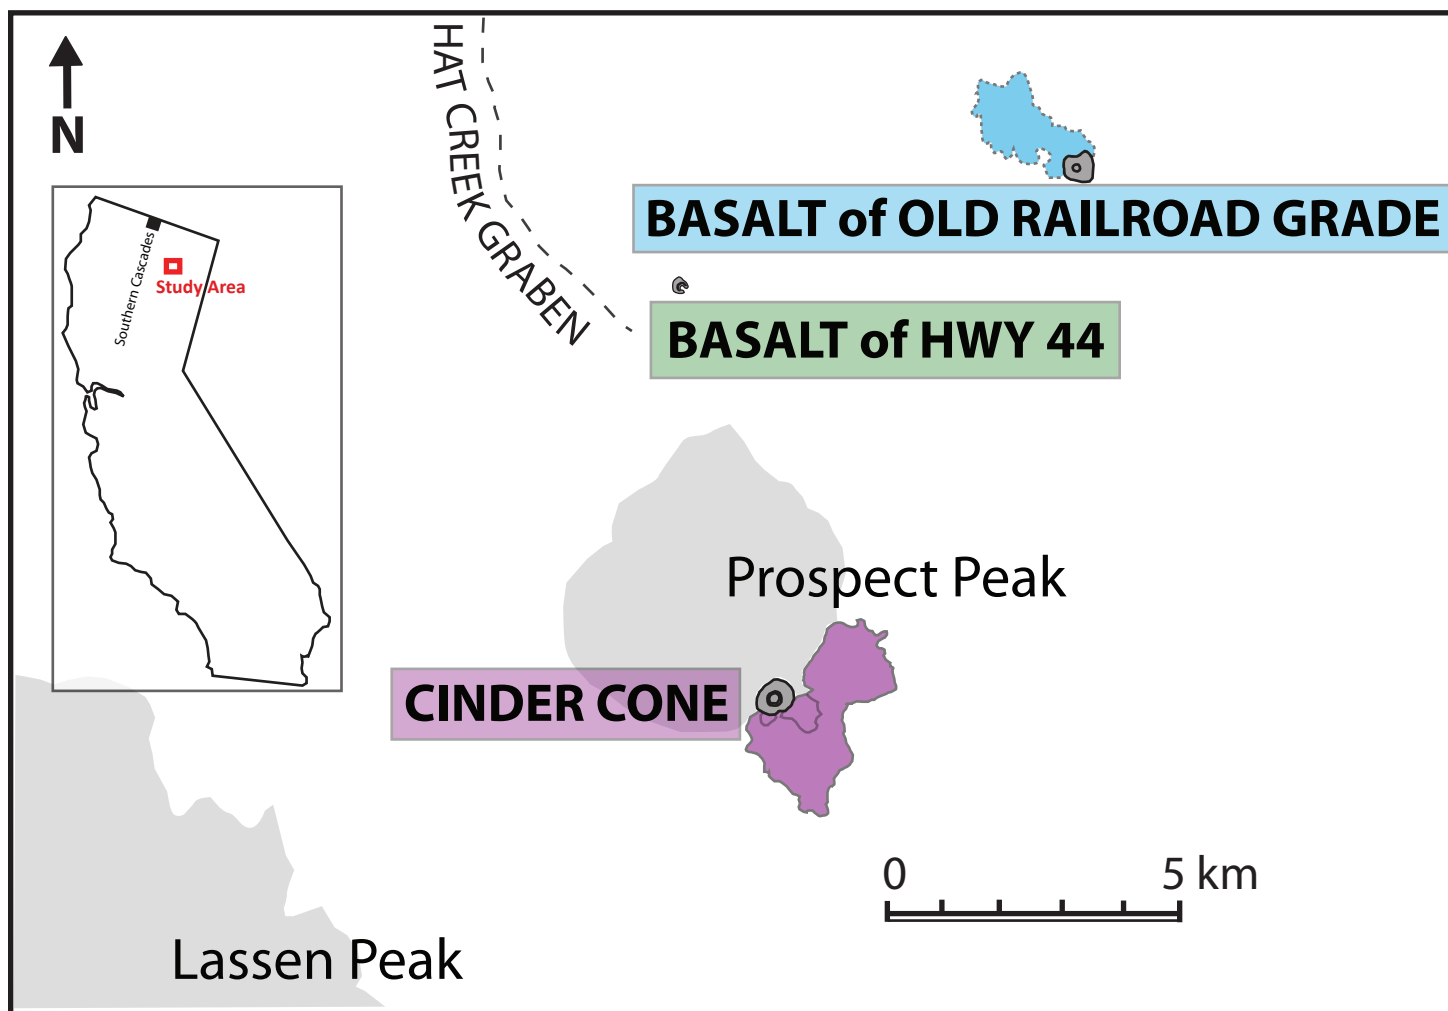 N
HAT CREEK GRABEN
BASALT of OLD RAILROAD GRADE
Southern Cascades
Study Area
BASALT of HWY 44
Prospect Peak
CINDER CONE
0 5 km
Lassen Peak